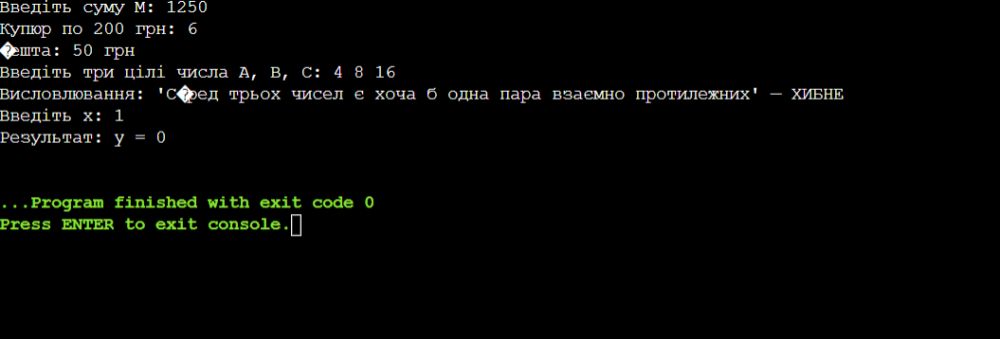 Введіть суму M: 1250
Купюр по 200 грн: 6
�ешта: 50 грн
Введіть три цілі числа A, B, C: 4 8 16
Висловлювання: 'С�ред трьох чисел є хоча б одна пара взаємно протилежних' — ХИБНЕ
Введіть x: 1
Результат: y = 0
...Program finished with exit code 0
Press ENTER to exit console.